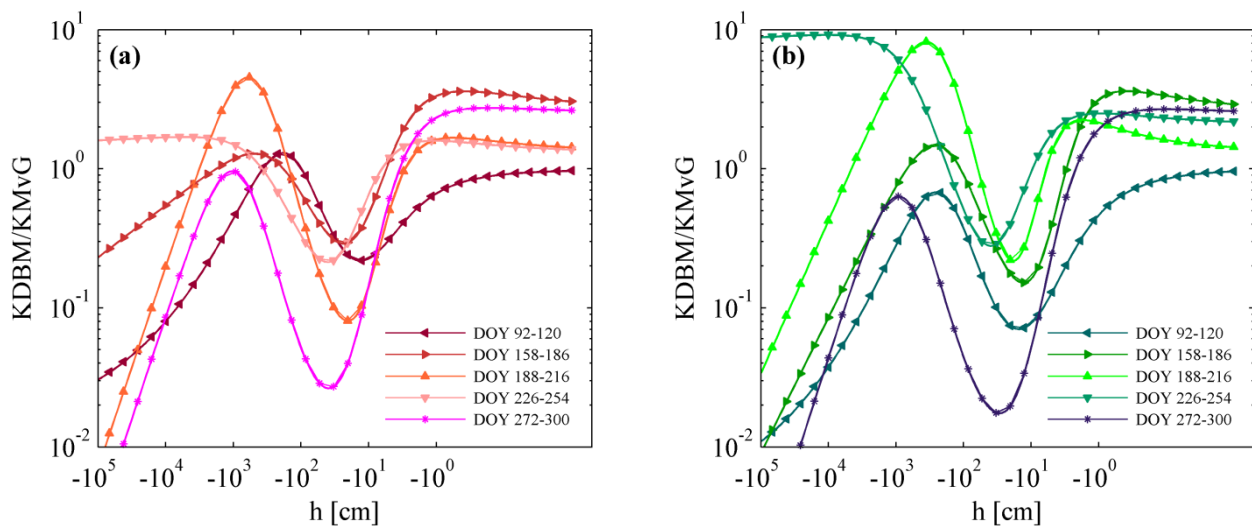 (a)
KDBM/KMvG
10^1
10^0
10^-1
10^-2
DOY 92-120
DOY 158-186
DOY 188-216
DOY 226-254
DOY 272-300
-10^5 -10^4 -10^3 -10^2 -10^1 -10^0
h [cm]
(b)
KDBM/KMvG
10^1
10^0
10^-1
10^-2
DOY 92-120
DOY 158-186
DOY 188-216
DOY 226-254
DOY 272-300
-10^5 -10^4 -10^3 -10^2 -10^1 -10^0
h [cm]